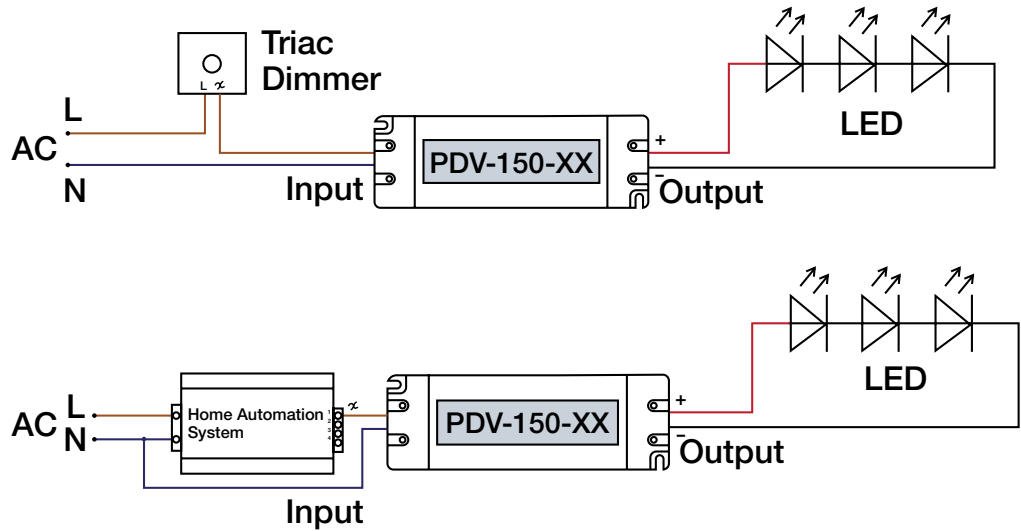 Triac
Dimmer
L
L
AC
N
PDV-150-XX
Input
+
-
Output
LED
AC
L
N
Home Automation
System
1
2
3
4
PDV-150-XX
Input
+
-
Output
LED